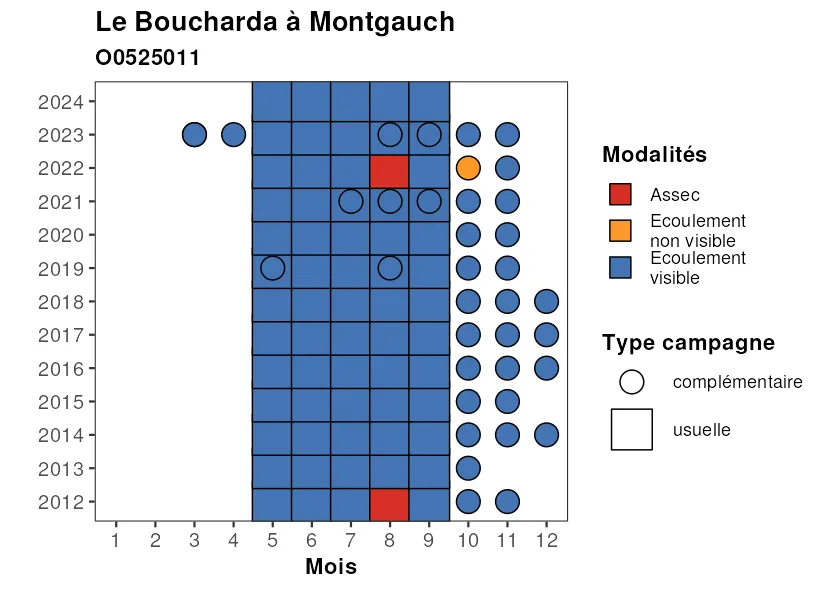 Le Boucharda à Montgauch
O0525011
2024
2023
2022
2021
2020
2019
2018
2017
2016
2015
2014
2013
2012
1 2 3 4 5 6 7 8 9 10 11 12
Mois
Modalités
Assec
Ecoulement
non visible
Ecoulement
visible
Type campagne
complémentaire
usuelle